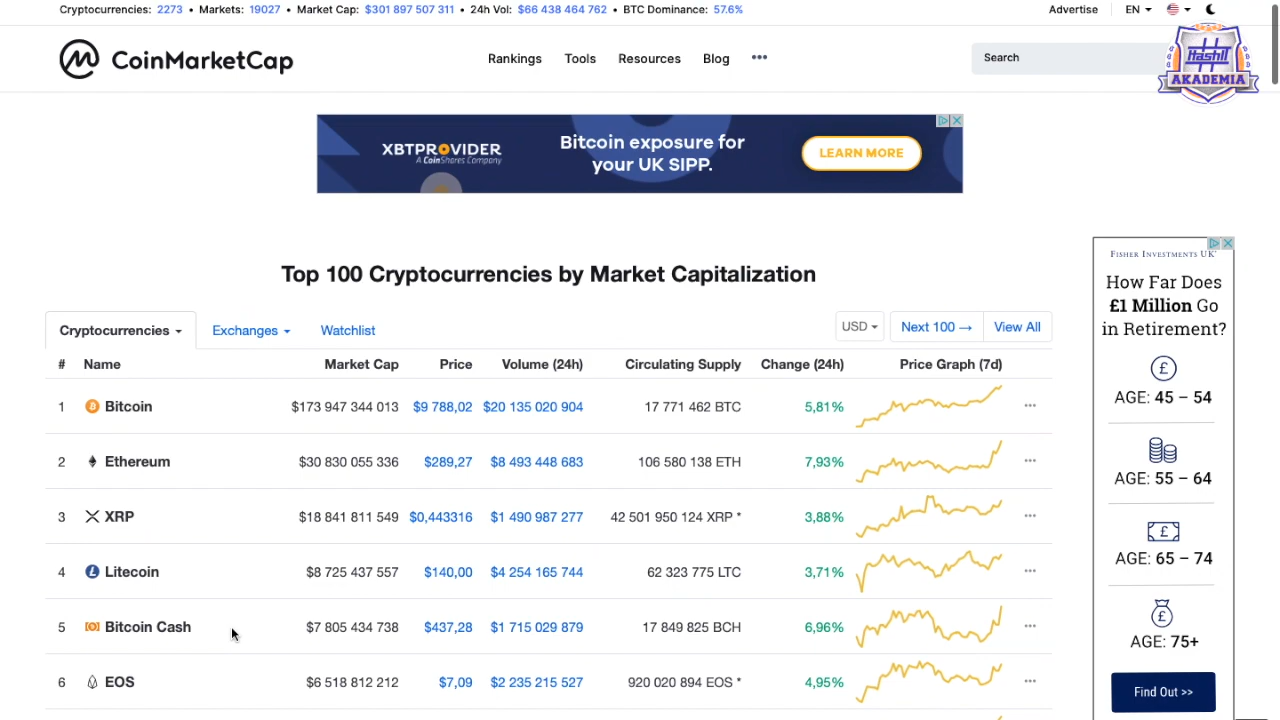 Cryptocurrencies: 2273 • Markets: 19027 • Market Cap: $301 897 507 311 • 24h Vol: $66 438 464 762 • BTC Dominance: 57.6%
Advertise EN
CoinMarketCap
Rankings Tools Resources Blog •••
Search
HashIT
AKADEMIA
XBTPROVIDER
A CoinShares Company
Bitcoin exposure for
your UK SIPP.
LEARN MORE
Top 100 Cryptocurrencies by Market Capitalization
Cryptocurrencies Exchanges Watchlist
USD Next 100 → View All
# Name Market Cap Price Volume (24h) Circulating Supply Change (24h) Price Graph (7d)
1 Bitcoin $173 947 344 013 $9 788,02 $20 135 020 904 17 771 462 BTC 5,81%
2 Ethereum $30 830 055 336 $289,27 $8 493 448 683 106 580 138 ETH 7,93%
3 XRP $18 841 811 549 $0,443316 $1 490 987 277 42 501 950 124 XRP * 3,88%
4 Litecoin $8 725 437 557 $140,00 $4 254 165 744 62 323 775 LTC 3,71%
5 Bitcoin Cash $7 805 434 738 $437,28 $1 715 029 879 17 849 825 BCH 6,96%
6 EOS $6 518 812 212 $7,09 $2 235 215 527 920 020 894 EOS * 4,95%
FISHER INVESTMENTS UK
How Far Does
£1 Million Go
in Retirement?
AGE: 45 – 54
AGE: 55 – 64
AGE: 65 – 74
AGE: 75+
Find Out >>